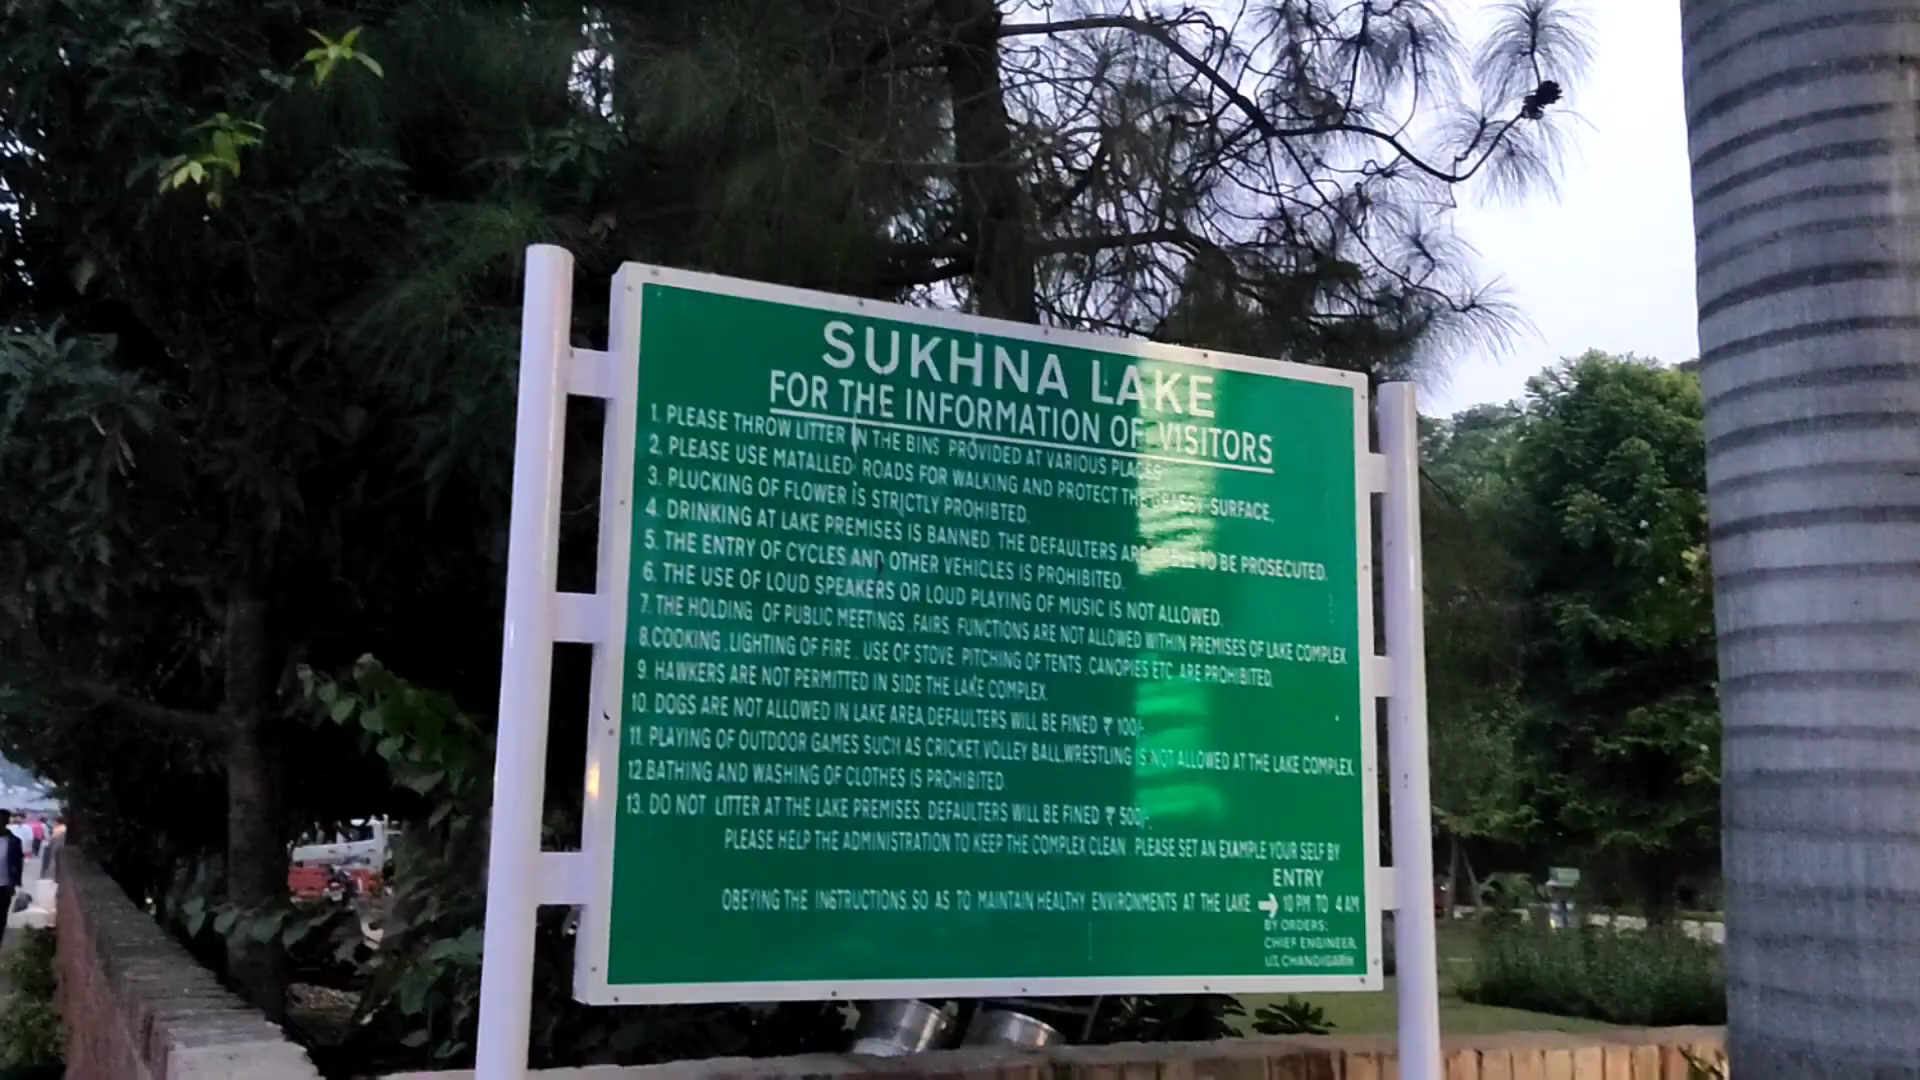 SUKHNA LAKE
FOR THE INFORMATION OF VISITORS
1. PLEASE THROW LITTER IN THE BINS PROVIDED AT VARIOUS PLACES
2. PLEASE USE MATALLED ROADS FOR WALKING AND PROTECT THE GRASSY SURFACE.
3. PLUCKING OF FLOWER IS STRICTLY PROHIBTED.
4. DRINKING AT LAKE PREMISES IS BANNED. THE DEFAULTERS ARE TO BE PROSECUTED.
5. THE ENTRY OF CYCLES AND OTHER VEHICLES IS PROHIBITED.
6. THE USE OF LOUD SPEAKERS OR LOUD PLAYING OF MUSIC IS NOT ALLOWED.
7. THE HOLDING OF PUBLIC MEETINGS, FAIRS, FUNCTIONS ARE NOT ALLOWED WITHIN PREMISES OF LAKE COMPLEX.
8.COOKING, LIGHTING OF FIRE, USE OF STOVE, PITCHING OF TENTS, CANOPIES ETC. ARE PROHIBITED.
9. HAWKERS ARE NOT PERMITTED IN SIDE THE LAKE COMPLEX.
10. DOGS ARE NOT ALLOWED IN LAKE AREA, DEFAULTERS WILL BE FINED ₹ 100/-
11. PLAYING OF OUTDOOR GAMES SUCH AS CRICKET, VOLLEY BALL, WRESTLING IS NOT ALLOWED AT THE LAKE COMPLEX.
12.BATHING AND WASHING OF CLOTHES IS PROHIBITED.
13. DO NOT LITTER AT THE LAKE PREMISES. DEFAULTERS WILL BE FINED ₹ 500/-.
PLEASE HELP THE ADMINISTRATION TO KEEP THE COMPLEX CLEAN. PLEASE SET AN EXAMPLE YOUR SELF BY
OBEYING THE INSTRUCTIONS. SO AS TO MAINTAIN HEALTHY ENVIRONMENTS AT THE LAKE ➔
ENTRY
10 PM TO 4 AM
BY ORDERS:
CHIEF ENGINEER,
U.T, CHANDIGARH